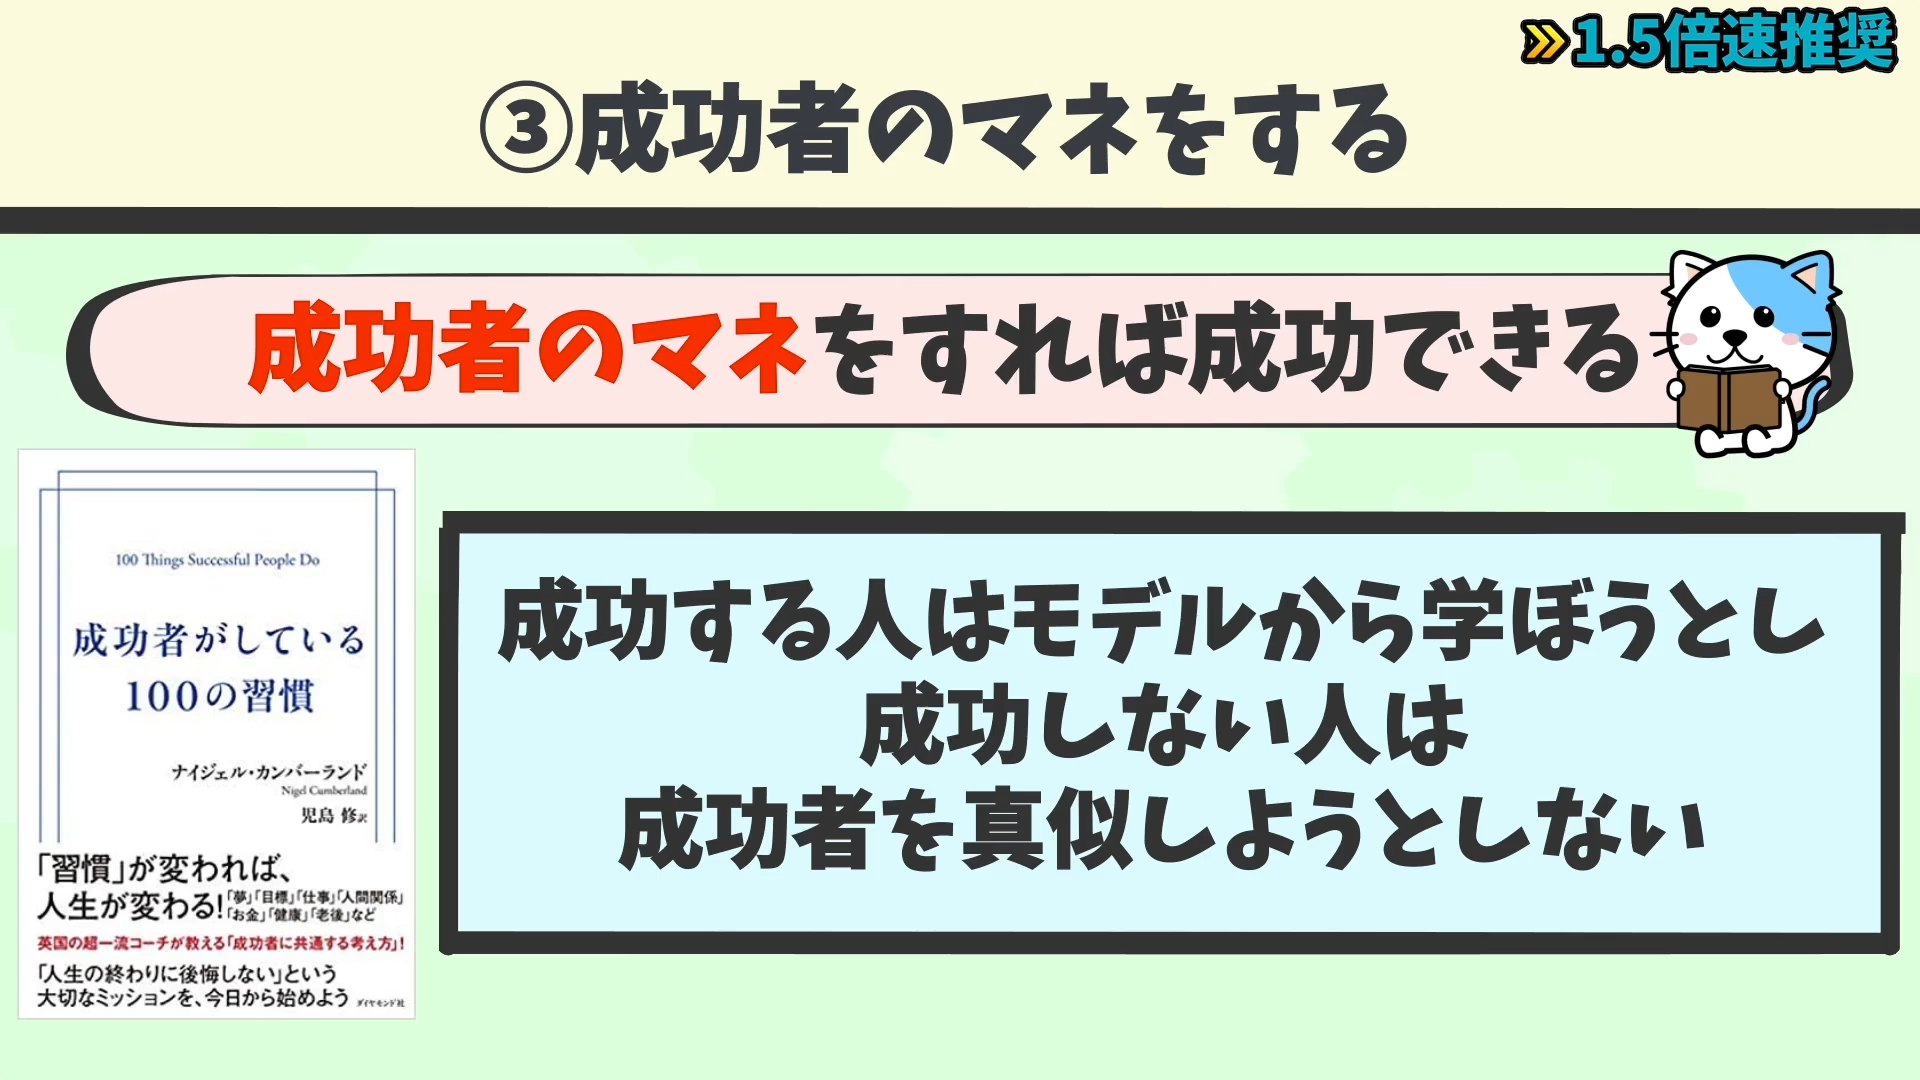 1.5倍速推奨
③成功者のマネをする
成功者のマネをすれば成功できる
100 Things Successful People Do
成功者がしている
100の習慣
ナイジェル・カンバーランド
Nigel Cumberland
児島 修 訳
「習慣」が変われば、
人生が変わる!「夢」「目標」「仕事」「人間関係」
「お金」「健康」「老後」など
英国の超一流コーチが教える「成功者に共通する考え方」!
「人生の終わりに後悔しない」という
大切なミッションを、今日から始めよう ダイヤモンド社
成功する人はモデルから学ぼうとし
成功しない人は
成功者を真似しようとしない